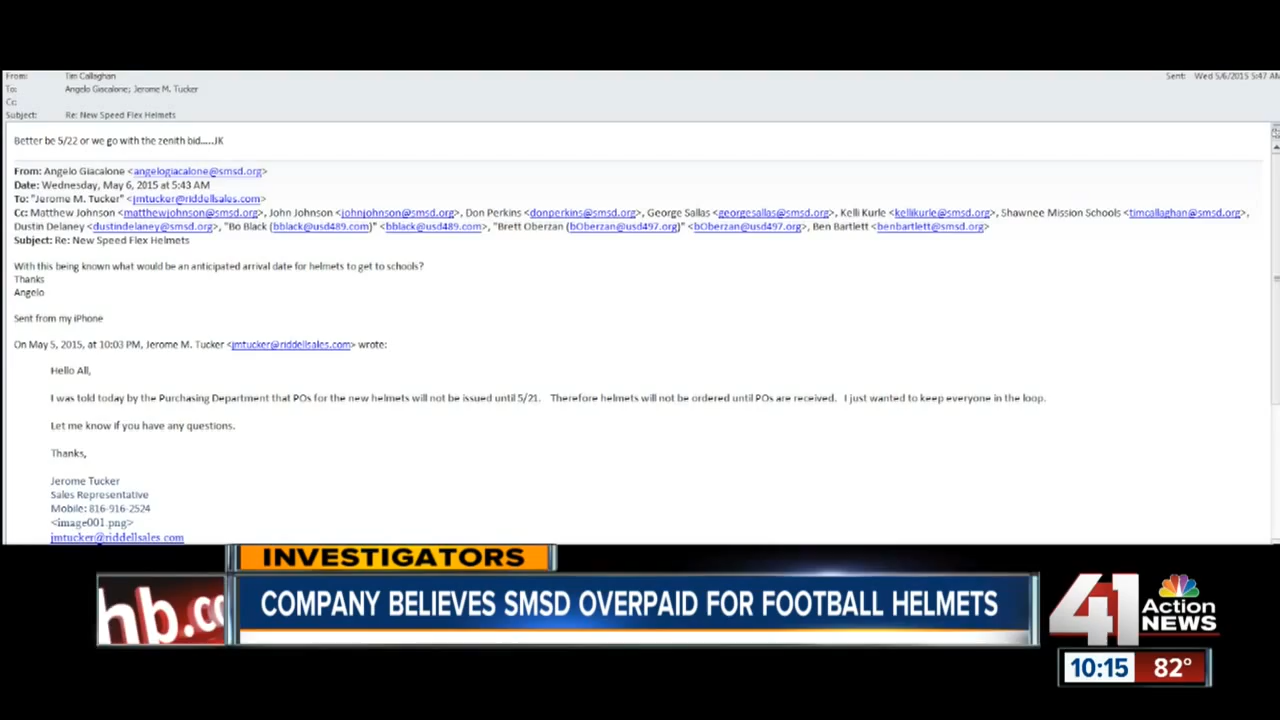 From: Tim Callaghan Sent: Wed 5/6/2015 5:47 AM
To: Angelo Giacalone; Jerome M. Tucker
Cc:
Subject: Re: New Speed Flex Helmets
Better be 5/22 or we go with the zenith bid.....JK
From: Angelo Giacalone <angelogiacalone@smsd.org>
Date: Wednesday, May 6, 2015 at 5:43 AM
To: "Jerome M. Tucker" <jmtucker@riddellsales.com>
Cc: Matthew Johnson <matthewjohnson@smsd.org>, John Johnson <johnjohnson@smsd.org>, Don Perkins <donperkins@smsd.org>, George Sallas <georgesallas@smsd.org>, Kelli Kurle <kellikurle@smsd.org>, Shawnee Mission Schools <timcallaghan@smsd.org>,
Dustin Delaney <dustindelaney@smsd.org>, "Bo Black (bblack@usd489.com)" <bblack@usd489.com>, "Brett Oberzan (bOberzan@usd497.org)" <bOberzan@usd497.org>, Ben Bartlett <benbartlett@smsd.org>
Subject: Re: New Speed Flex Helmets
With this being known what would be an anticipated arrival date for helmets to get to schools?
Thanks
Angelo
Sent from my iPhone
On May 5, 2015, at 10:03 PM, Jerome M. Tucker <jmtucker@riddellsales.com> wrote:
Hello All,
I was told today by the Purchasing Department that POs for the new helmets will not be issued until 5/21. Therefore helmets will not be ordered until POs are received. I just wanted to keep everyone in the loop.
Let me know if you have any questions.
Thanks,
Jerome Tucker
Sales Representative
Mobile: 816-916-2524
<image001.png>
jmtucker@riddellsales.com
INVESTIGATORS
hb.co
COMPANY BELIEVES SMSD OVERPAID FOR FOOTBALL HELMETS
41 Action NEWS
10:15 82°